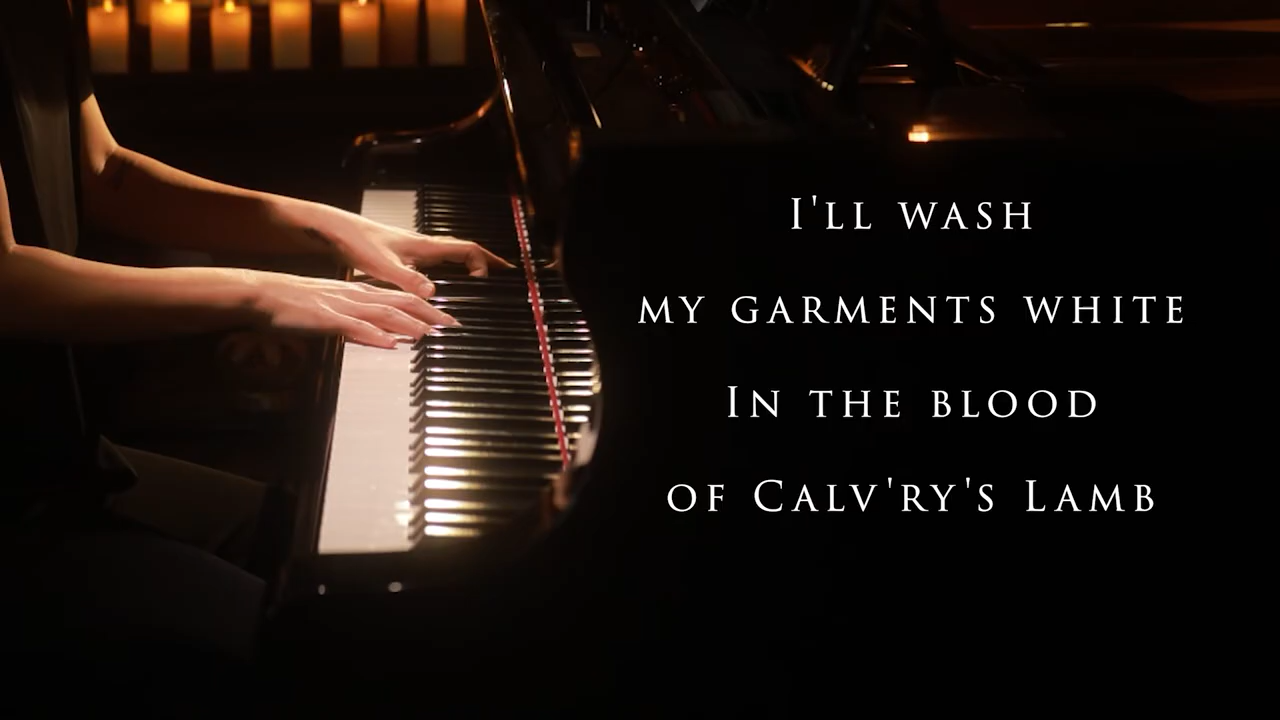 I'LL WASH
MY GARMENTS WHITE
IN THE BLOOD
OF CALV'RY'S LAMB